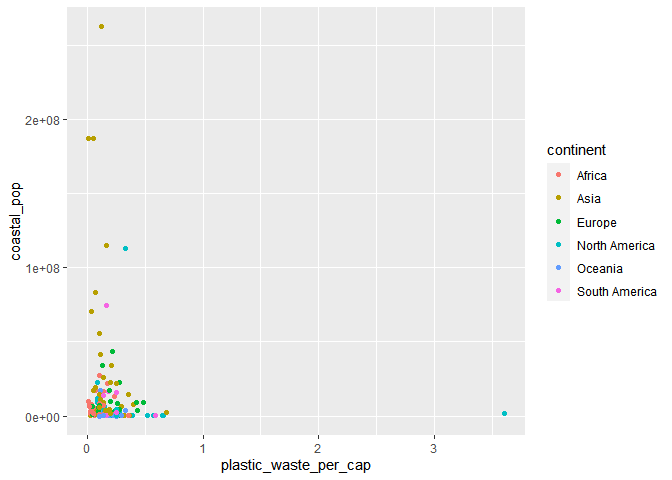 continent
Africa
Asia
Europe
North America
Oceania
South America
coastal_pop
2e+08
1e+08
0e+00
0
1
2
3
plastic_waste_per_cap